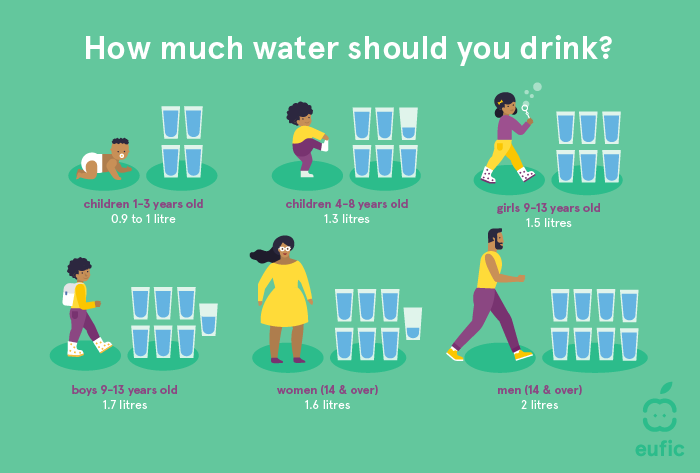 How much water should you drink?
children 1-3 years old
0.9 to 1 litre
children 4-8 years old
1.3 litres
girls 9-13 years old
1.5 litres
boys 9-13 years old
1.7 litres
women (14 & over)
1.6 litres
men (14 & over)
2 litres
eufic